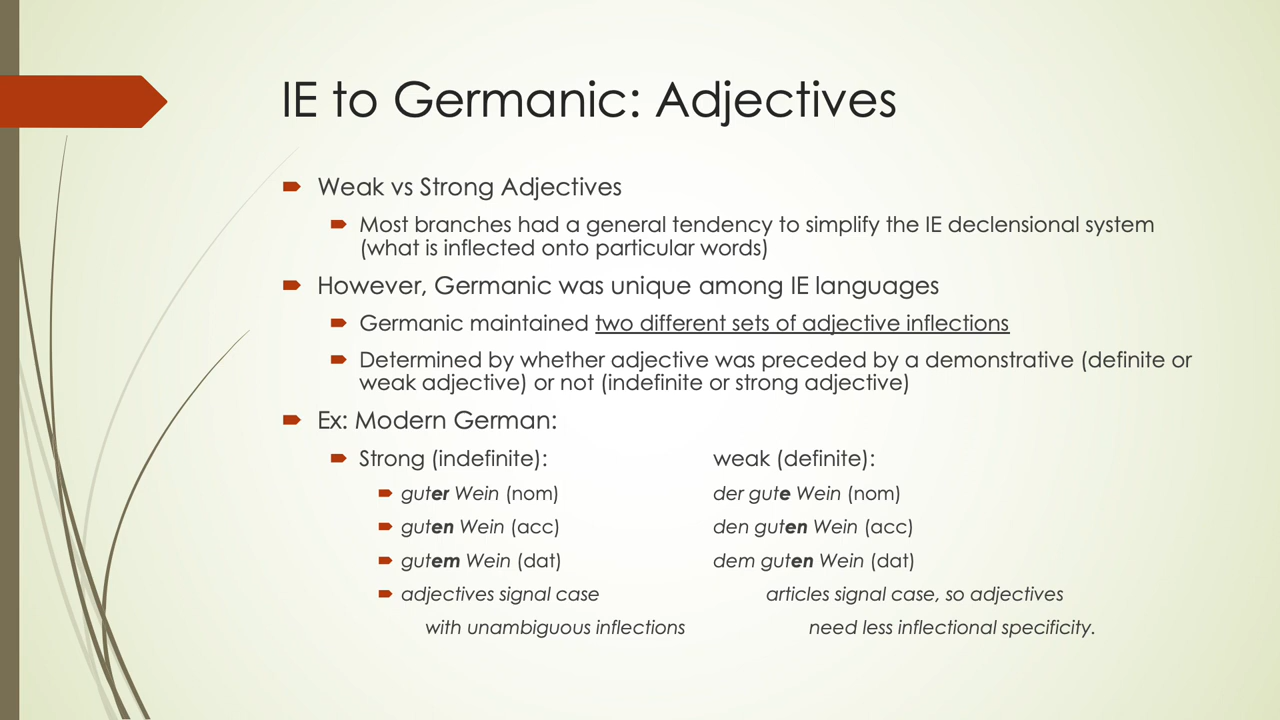 IE to Germanic: Adjectives
Weak vs Strong Adjectives
Most branches had a general tendency to simplify the IE declensional system
(what is inflected onto particular words)
However, Germanic was unique among IE languages
Germanic maintained two different sets of adjective inflections
Determined by whether adjective was preceded by a demonstrative (definite or
weak adjective) or not (indefinite or strong adjective)
Ex: Modern German:
Strong (indefinite): weak (definite):
guter Wein (nom) der gute Wein (nom)
guten Wein (acc) den guten Wein (acc)
gutem Wein (dat) dem guten Wein (dat)
adjectives signal case articles signal case, so adjectives
with unambiguous inflections need less inflectional specificity.